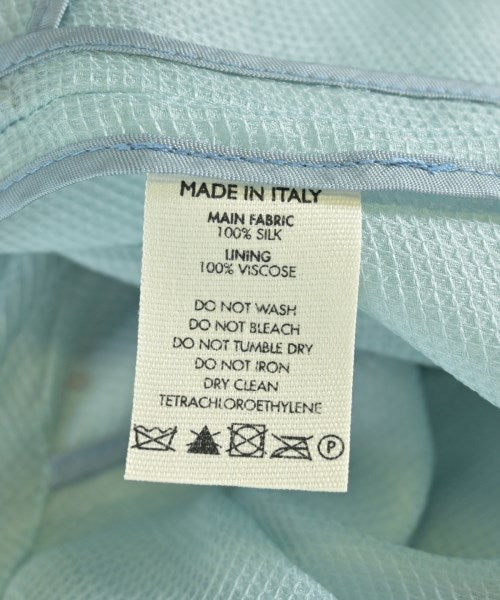 MADE IN ITALY
MAIN FABRIC
100% SILK
LINING
100% VISCOSE
DO NOT WASH
DO NOT BLEACH
DO NOT TUMBLE DRY
DO NOT IRON
DRY CLEAN
TETRACHLOROETHYLENE
P